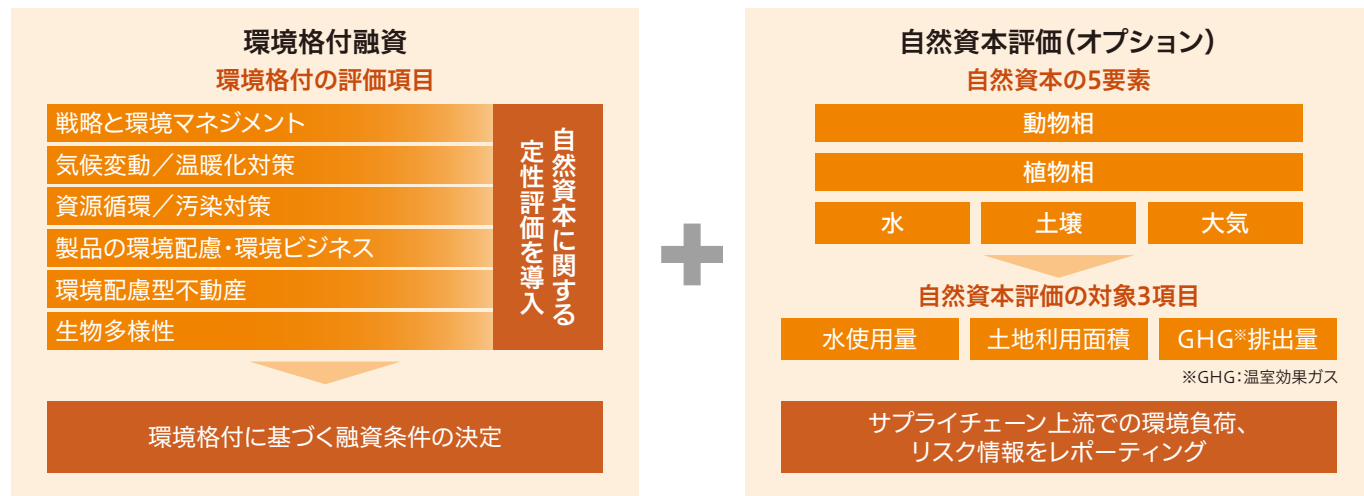 環境格付融資
環境格付の評価項目
戦略と環境マネジメント
気候変動／温暖化対策
資源循環／汚染対策
製品の環境配慮・環境ビジネス
環境配慮型不動産
生物多様性
自然資本に関する
定性評価を導入
環境格付に基づく融資条件の決定
自然資本評価（オプション）
自然資本の5要素
動物相
植物相
水
土壌
大気
自然資本評価の対象3項目
水使用量
土地利用面積
GHG※排出量
※GHG：温室効果ガス
サプライチェーン上流での環境負荷、
リスク情報をレポーティング